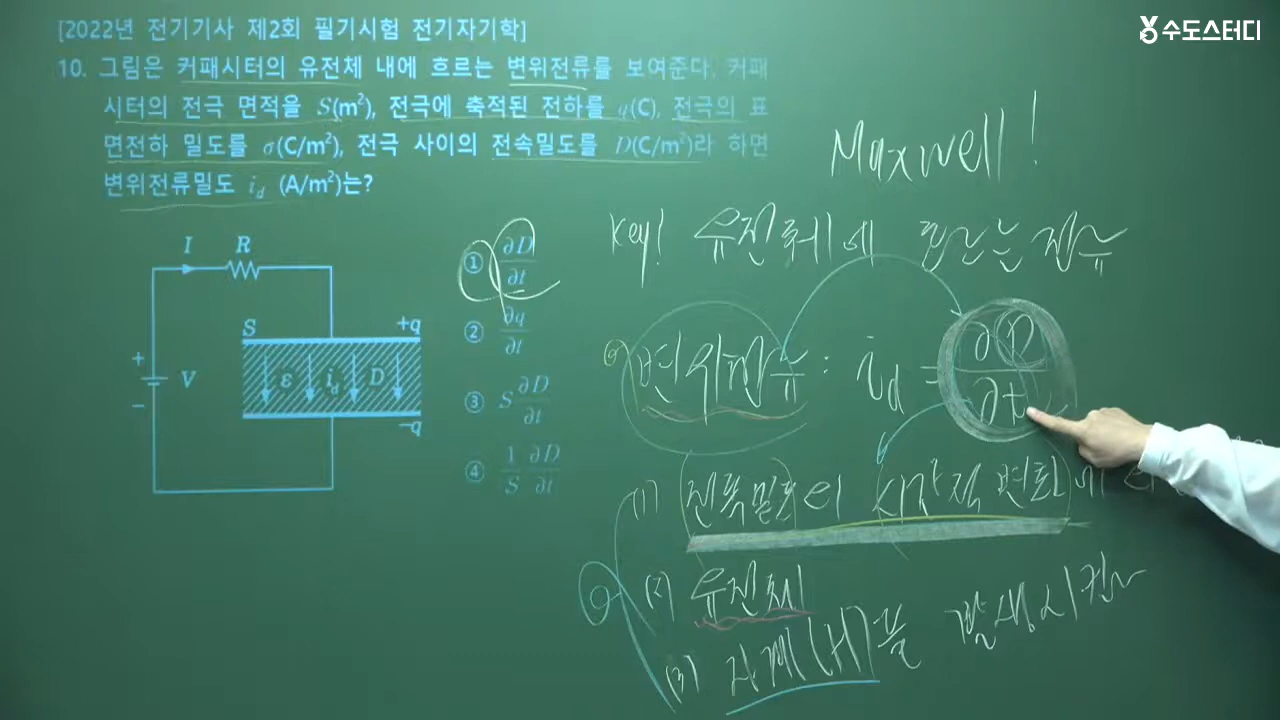 수도스터디
[2022년 전기기사 제2회 필기시험 전기자기학]
10. 그림은 커패시터의 유전체 내에 흐르는 변위전류를 보여준다. 커패
시터의 전극 면적을 S(m²), 전극에 축적된 전하를 q(C), 전극의 표
면전하 밀도를 σ(C/m²), 전극 사이의 전속밀도를 D(C/m²)라 하면
변위전류밀도 i_d (A/m²)는?
I R
S +q
+ V −
ε i_d D
−q
① ∂D/∂t
② ∂q/∂t
③ S ∂D/∂t
④ 1/S ∂D/∂t
Maxwell!
Key! 유전체에 흐르는 전류
변위전류 : i_d = ∂D/∂t
(1) 전속밀도의 시간적 변화에
(2) 유전체
(3) 자계(H)를 발생시킨다